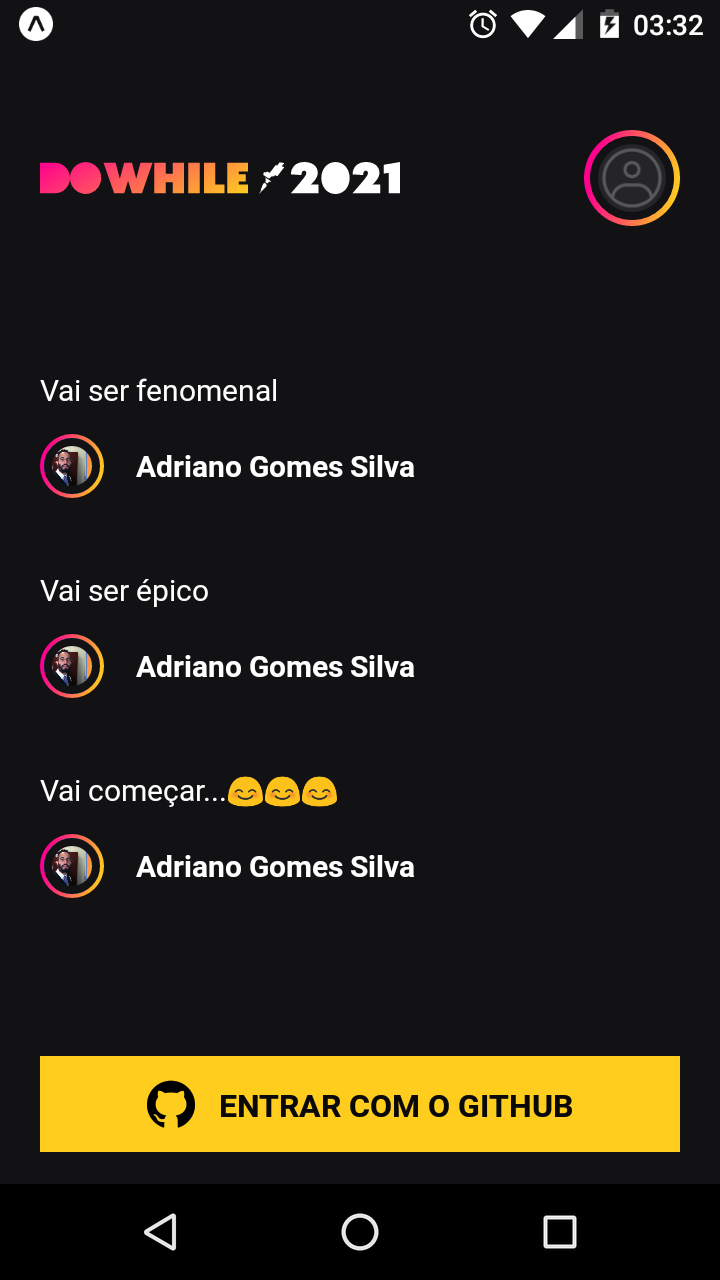 03:32
DOWHILE 2021
Vai ser fenomenal
Adriano Gomes Silva
Vai ser épico
Adriano Gomes Silva
Vai começar...😊😊😊
Adriano Gomes Silva
ENTRAR COM O GITHUB